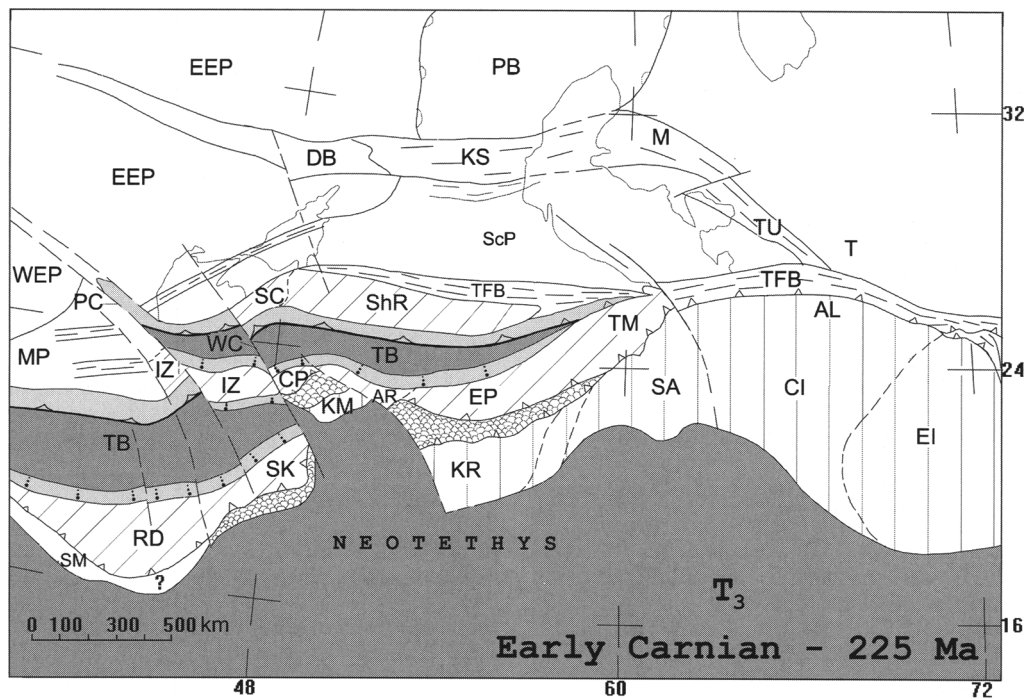 EEP
PB
32
M
DB
KS
EEP
TU
T
ScP
WEP
PC
SC
ShR
TFB
TFB
AL
TM
WC
TB
MP
IZ
IZ
CP
AR
KM
EP
SA
CI
24
EI
TB
SK
KR
RD
SM
?
NEOTETHYS
T3
0 100 300 500 km
16
Early Carnian - 225 Ma
48
60
72